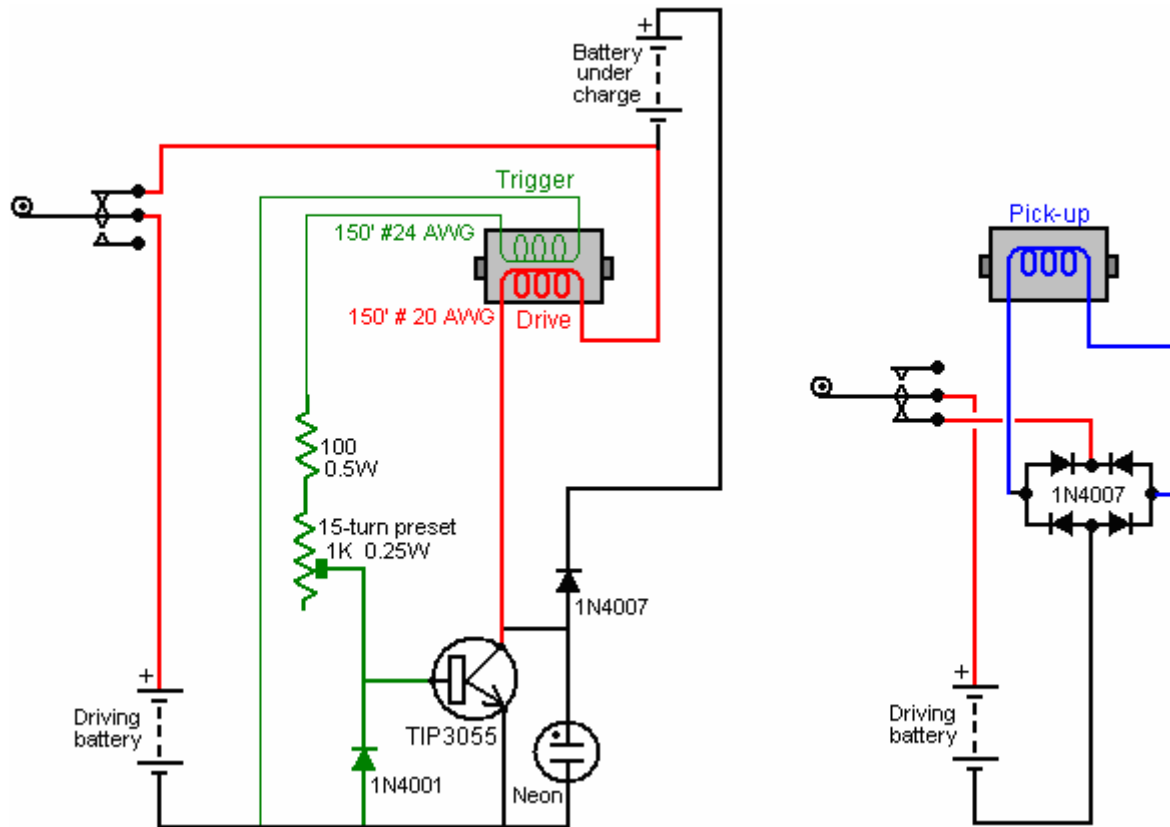 +
Battery
under
charge
Trigger
150' #24 AWG
150' # 20 AWG
Drive
100
0.5W
15-turn preset
1K 0.25W
1N4007
TIP3055
1N4001
Neon
+
Driving
battery
Pick-up
1N4007
+
Driving
battery